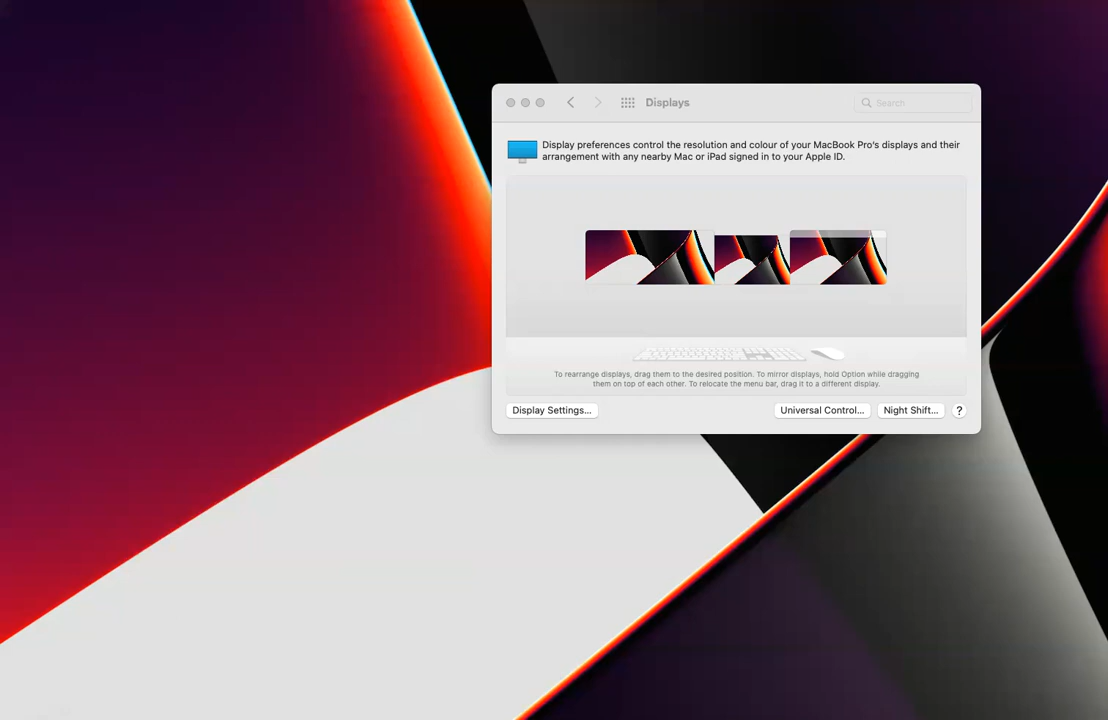 Displays
Search
Display preferences control the resolution and colour of your MacBook Pro's displays and their
arrangement with any nearby Mac or iPad signed in to your Apple ID.
To rearrange displays, drag them to the desired position. To mirror displays, hold Option while dragging
them on top of each other. To relocate the menu bar, drag it to a different display.
Display Settings...
Universal Control...
Night Shift...
?